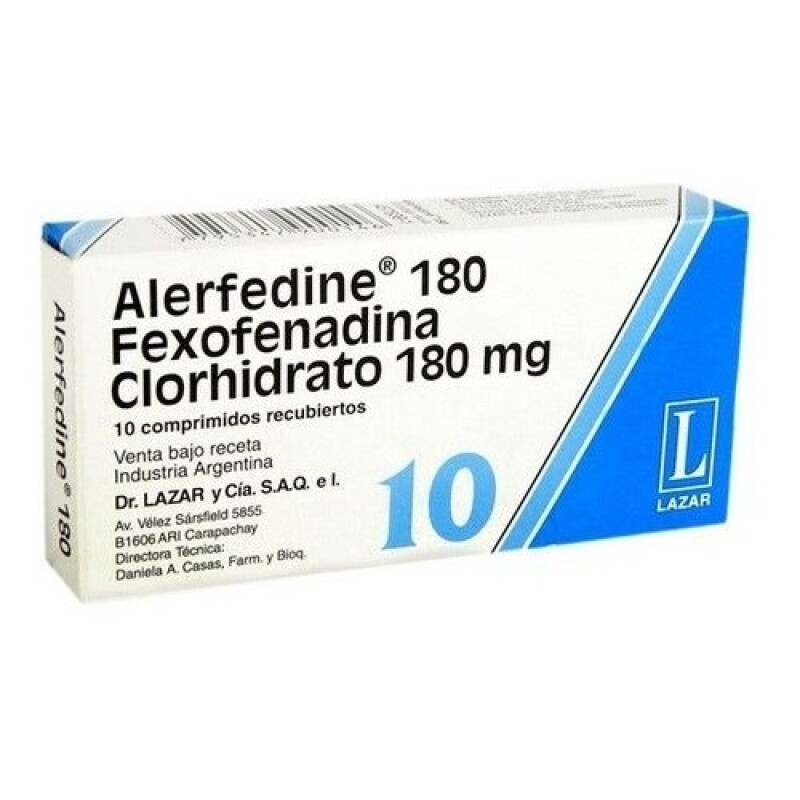 Alerfedine® 180
Fexofenadina
Clorhidrato 180 mg
10 comprimidos recubiertos
Venta bajo receta
Industria Argentina
Dr. LAZAR y Cía. S.A.Q. e I.
Av. Vélez Sársfield 5855
B1606 ARI Carapachay
Directora Técnica:
Daniela A. Casas, Farm. y Bioq.
10
L
LAZAR
Alerfedine® 180